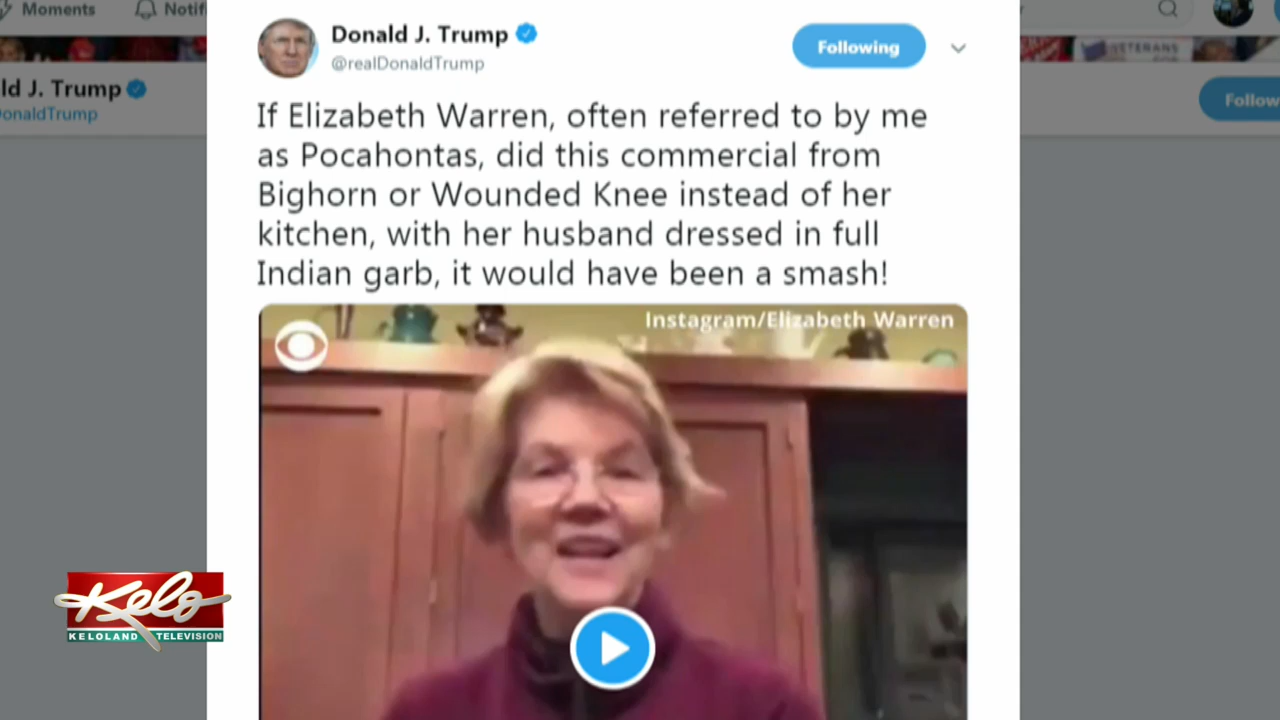 Moments
Notif
Donald J. Trump
@realDonaldTrump
Following
ld J. Trump
onaldTrump
Follow
VETERANS
If Elizabeth Warren, often referred to by me
as Pocahontas, did this commercial from
Bighorn or Wounded Knee instead of her
kitchen, with her husband dressed in full
Indian garb, it would have been a smash!
Instagram/Elizabeth Warren
Kelo
KELOLAND TELEVISION